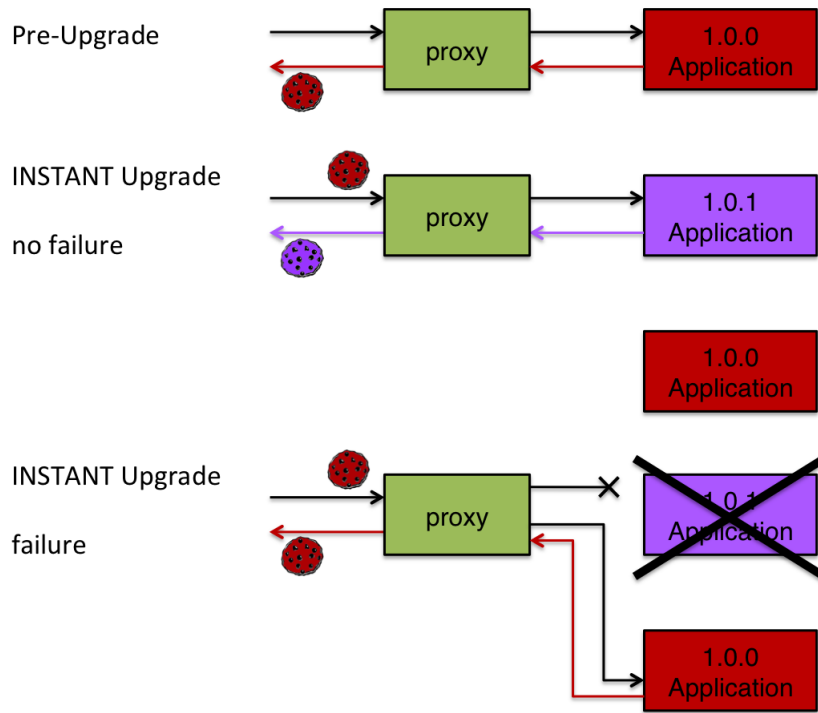 Pre-Upgrade
proxy
1.0.0
Application
INSTANT Upgrade
no failure
proxy
1.0.1
Application
1.0.0
Application
INSTANT Upgrade
failure
proxy
1.0.1
Application
1.0.0
Application